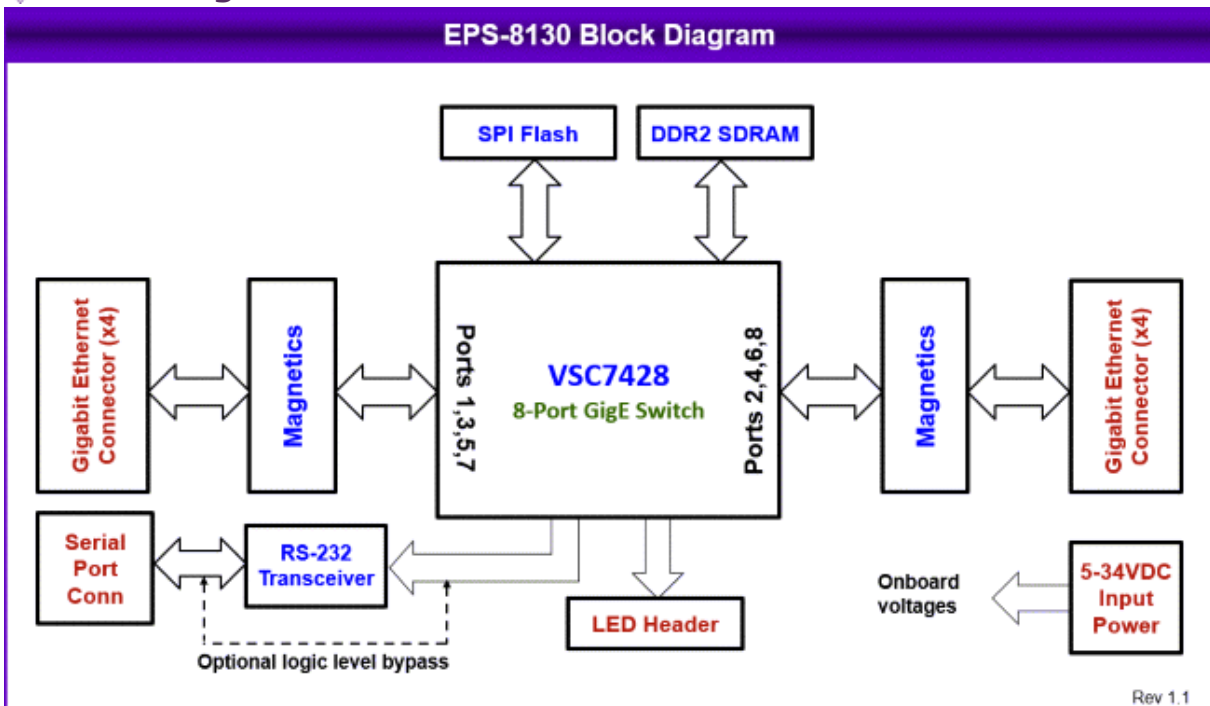 EPS-8130 Block Diagram
SPI Flash
DDR2 SDRAM
Gigabit Ethernet
Connector (x4)
Magnetics
Ports 1,3,5,7
VSC7428
8-Port GigE Switch
Ports 2,4,6,8
Magnetics
Gigabit Ethernet
Connector (x4)
Serial
Port
Conn
RS-232
Transceiver
LED Header
Optional logic level bypass
Onboard
voltages
5-34VDC
Input
Power
Rev 1.1